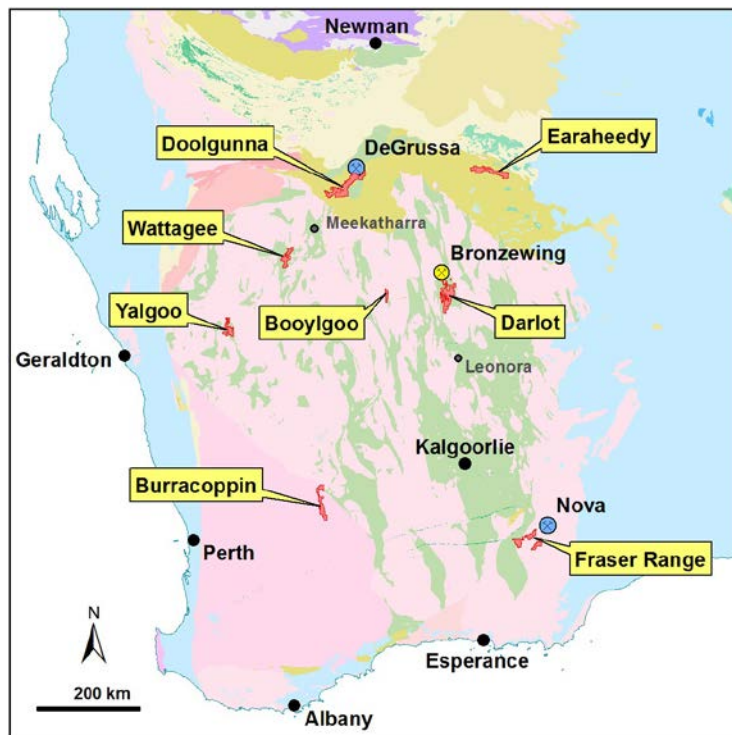 Newman
DeGrussa
Doolgunna
Earaheedy
Meekatharra
Wattagee
Bronzewing
Yalgoo
Booylgoo
Darlot
Geraldton
Leonora
Kalgoorlie
Burracoppin
Nova
Perth
Fraser Range
N
Esperance
200 km
Albany